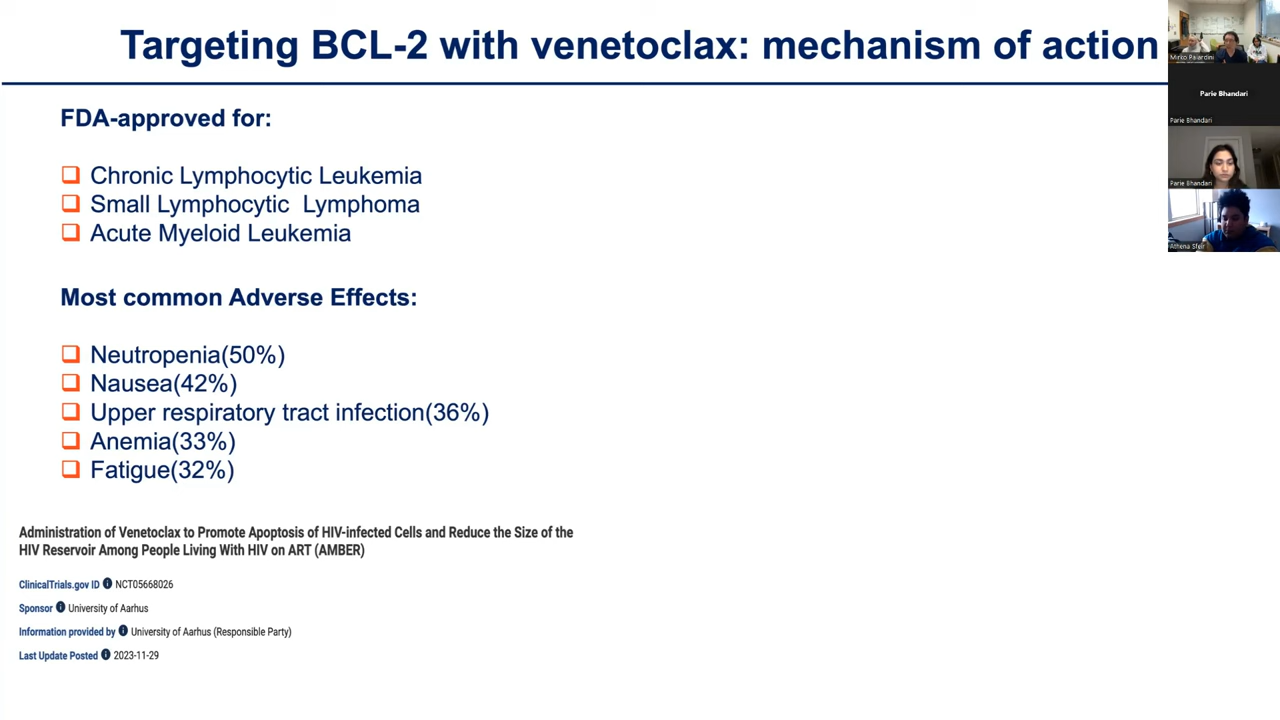 Targeting BCL-2 with venetoclax: mechanism of action
FDA-approved for:
Chronic Lymphocytic Leukemia
Small Lymphocytic Lymphoma
Acute Myeloid Leukemia
Most common Adverse Effects:
Neutropenia(50%)
Nausea(42%)
Upper respiratory tract infection(36%)
Anemia(33%)
Fatigue(32%)
Administration of Venetoclax to Promote Apoptosis of HIV-infected Cells and Reduce the Size of the
HIV Reservoir Among People Living With HIV on ART (AMBER)
ClinicalTrials.gov ID NCT05668026
Sponsor University of Aarhus
Information provided by University of Aarhus (Responsible Party)
Last Update Posted 2023-11-29
Mirko Paiardini
Parie Bhandari
Parie Bhandari
Parie Bhandari
Athena Sfeir